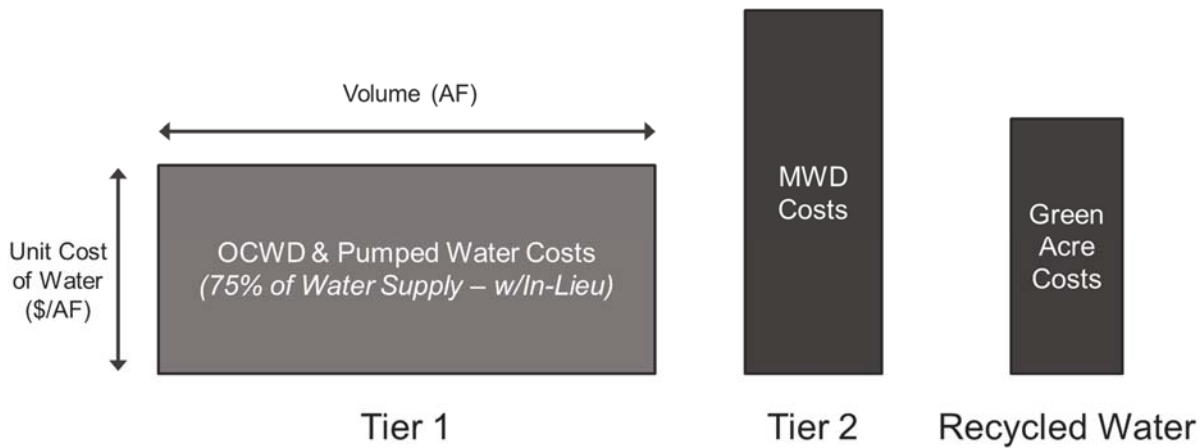 Volume (AF)
Unit Cost
of Water
($/AF)
OCWD & Pumped Water Costs
(75% of Water Supply – w/In-Lieu)
MWD
Costs
Green
Acre
Costs
Tier 1
Tier 2
Recycled Water